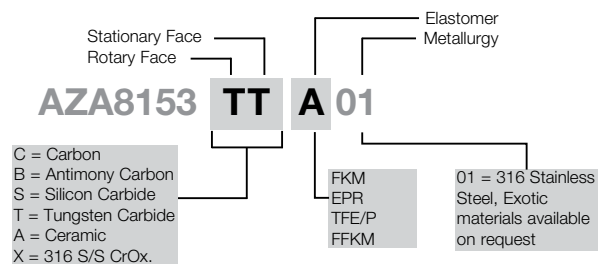 Elastomer
Stationary Face
Metallurgy
Rotary Face
AZA8153 TT A 01
C = Carbon
B = Antimony Carbon
S = Silicon Carbide
T = Tungsten Carbide
A = Ceramic
X = 316 S/S CrOx.
FKM
EPR
TFE/P
FFKM
01 = 316 Stainless
Steel, Exotic
materials available
on request